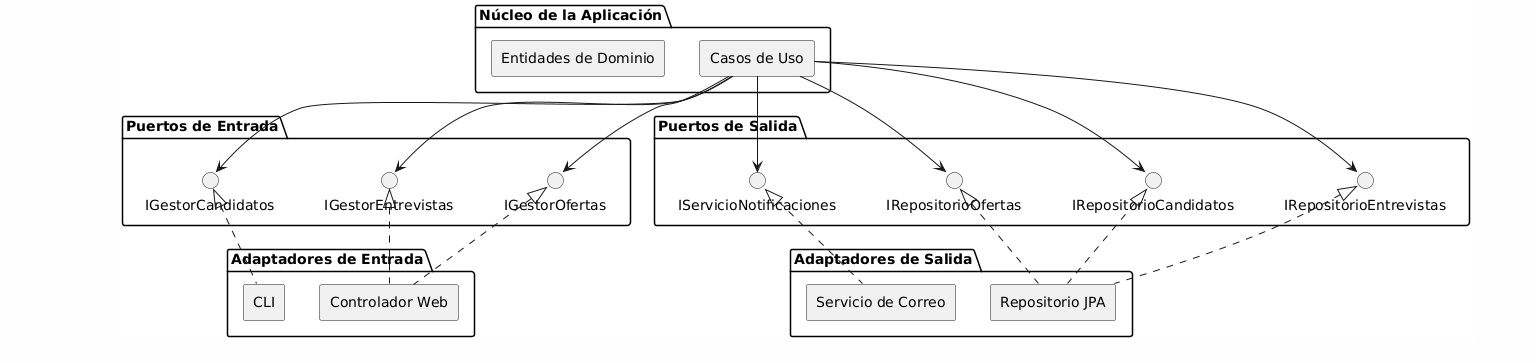 Núcleo de la Aplicación
Entidades de Dominio
Casos de Uso
Puertos de Entrada
Puertos de Salida
IGestorCandidatos
IGestorEntrevistas
IGestorOfertas
IServicioNotificaciones
IRepositorioOfertas
IRepositorioCandidatos
IRepositorioEntrevistas
Adaptadores de Entrada
Adaptadores de Salida
CLI
Controlador Web
Servicio de Correo
Repositorio JPA